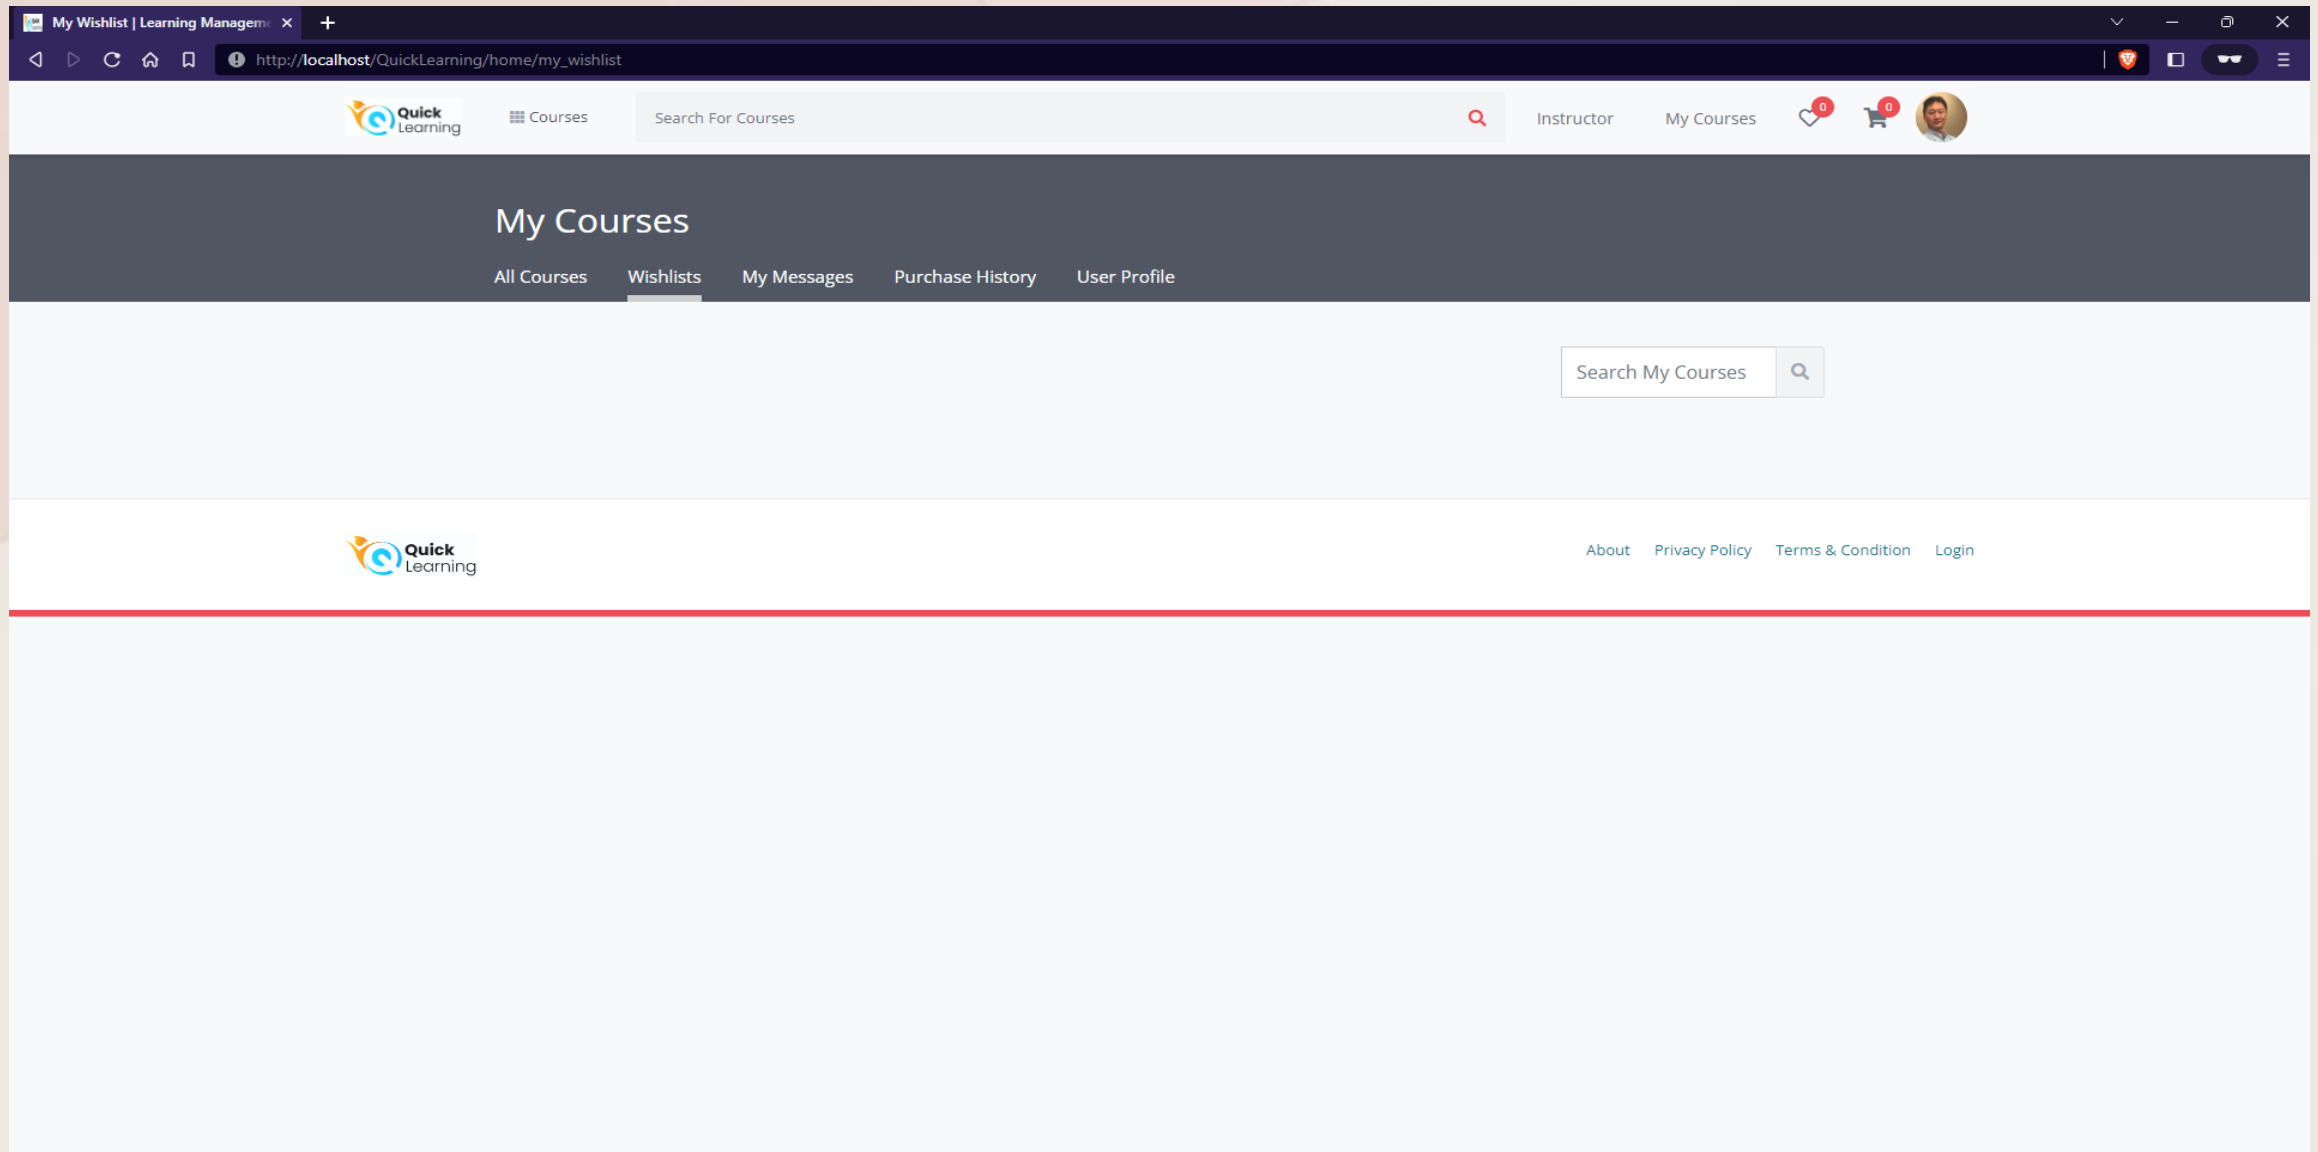 My Wishlist | Learning Managem
http://localhost/QuickLearning/home/my_wishlist
Quick Learning
Courses
Search For Courses
Instructor
My Courses
0
0
My Courses
All Courses
Wishlists
My Messages
Purchase History
User Profile
Search My Courses
Quick Learning
About
Privacy Policy
Terms & Condition
Login